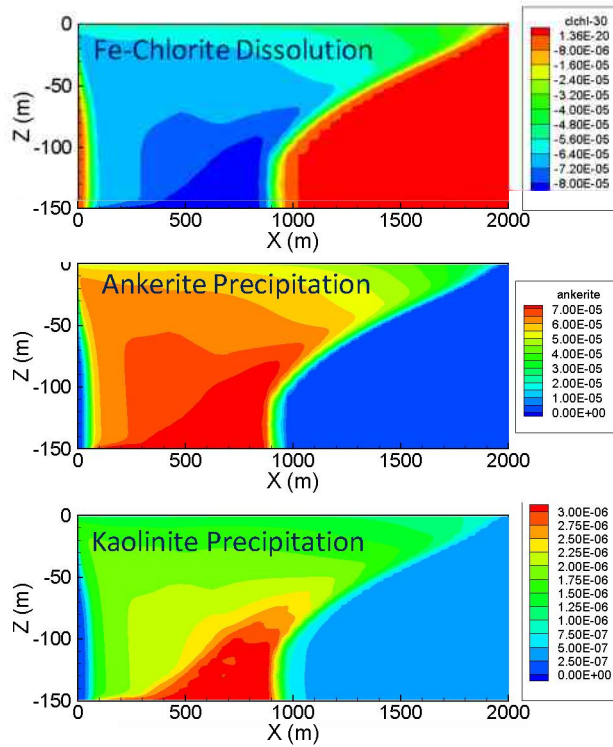 Fe-Chlorite Dissolution
0
-50
-100
-150
Z (m)
0 500 1000 1500 2000
X (m)
clchl-30
1.36E-20
-8.00E-06
-1.60E-05
-2.40E-05
-3.20E-05
-4.00E-05
-4.80E-05
-5.60E-05
-6.40E-05
-7.20E-05
-8.00E-05
Ankerite Precipitation
0
-50
-100
-150
Z (m)
0 500 1000 1500 2000
X (m)
ankerite
7.00E-05
6.00E-05
5.00E-05
4.00E-05
3.00E-05
2.00E-05
1.00E-05
0.00E+00
Kaolinite Precipitation
0
-50
-100
-150
Z (m)
0 500 1000 1500 2000
X (m)
3.00E-06
2.75E-06
2.50E-06
2.25E-06
2.00E-06
1.75E-06
1.50E-06
1.25E-06
1.00E-06
7.50E-07
5.00E-07
2.50E-07
0.00E+00